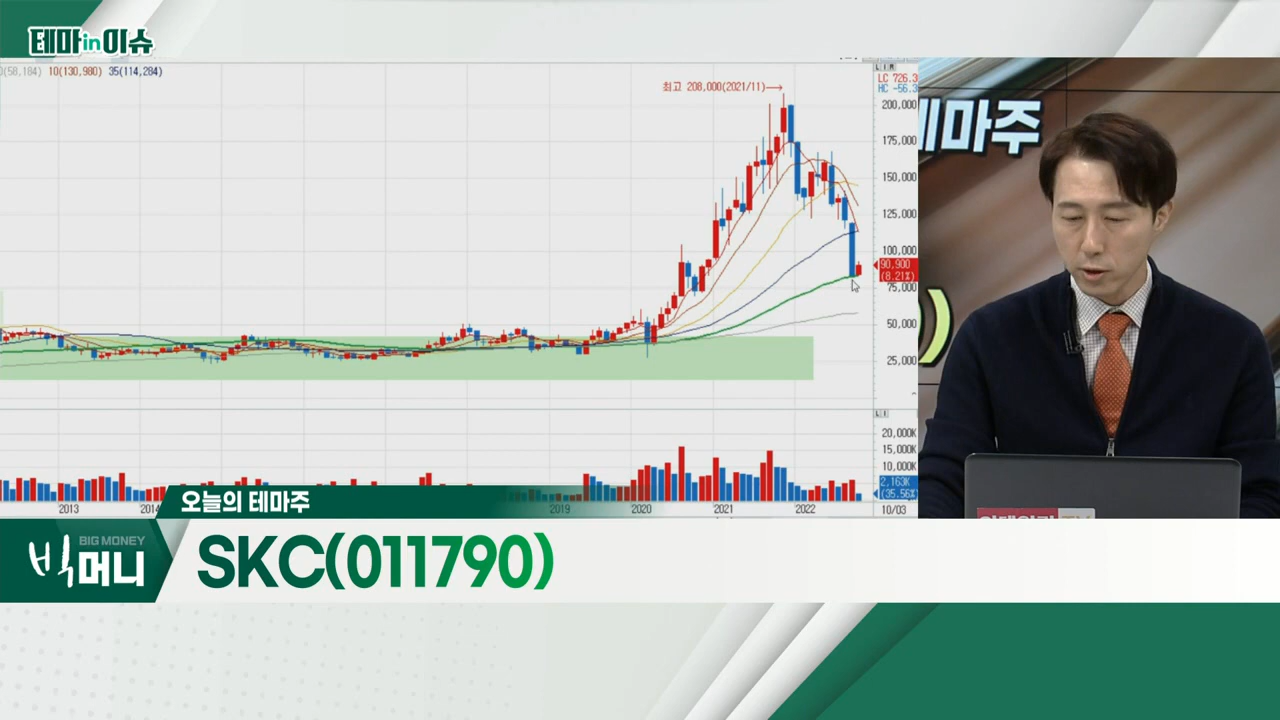 테마in이슈
(58,184) 10(130,980) 35(114,284)
최고 208,000(2021/11)
L I M
LC 726.3
HC -56.3
200,000
175,000
150,000
125,000
100,000
90,900
(8.21%)
75,000
50,000
25,000
L I
20,000K
15,000K
10,000K
2,163K
(35.56%)
2013 2014 2019 2020 2021 2022 10/03
테마주
오늘의 테마주
BIG MONEY
빅머니
SKC(011790)